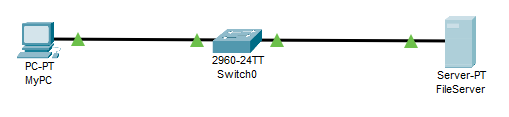 PC-PT
MyPC
2960-24TT
Switch0
Server-PT
FileServer